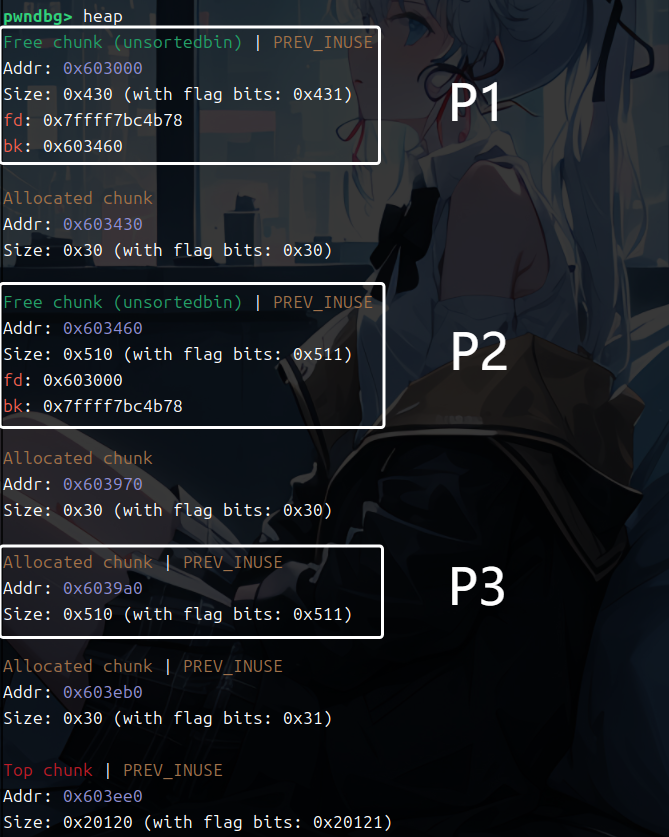 pwndbg> heap
Free chunk (unsortedbin) | PREV_INUSE
Addr: 0x603000
Size: 0x430 (with flag bits: 0x431)
fd: 0x7ffff7bc4b78
bk: 0x603460
P1
Allocated chunk
Addr: 0x603430
Size: 0x30 (with flag bits: 0x30)
Free chunk (unsortedbin) | PREV_INUSE
Addr: 0x603460
Size: 0x510 (with flag bits: 0x511)
fd: 0x603000
bk: 0x7ffff7bc4b78
P2
Allocated chunk
Addr: 0x603970
Size: 0x30 (with flag bits: 0x30)
Allocated chunk | PREV_INUSE
Addr: 0x6039a0
Size: 0x510 (with flag bits: 0x511)
P3
Allocated chunk | PREV_INUSE
Addr: 0x603eb0
Size: 0x30 (with flag bits: 0x31)
Top chunk | PREV_INUSE
Addr: 0x603ee0
Size: 0x20120 (with flag bits: 0x20121)